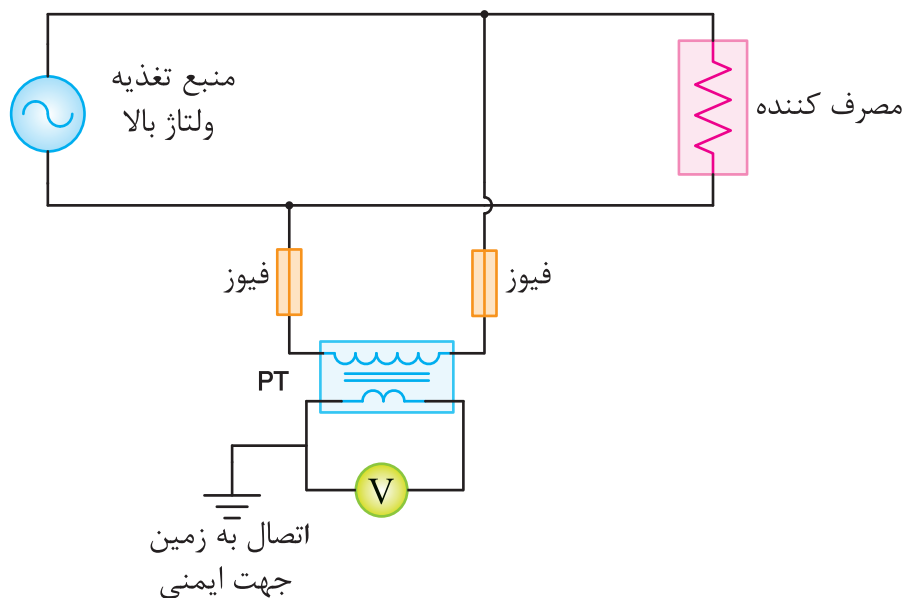 منبع تغذیه
ولتاژ بالا
مصرف کننده
فیوز
فیوز
PT
V
اتصال به زمین
جهت ایمنی